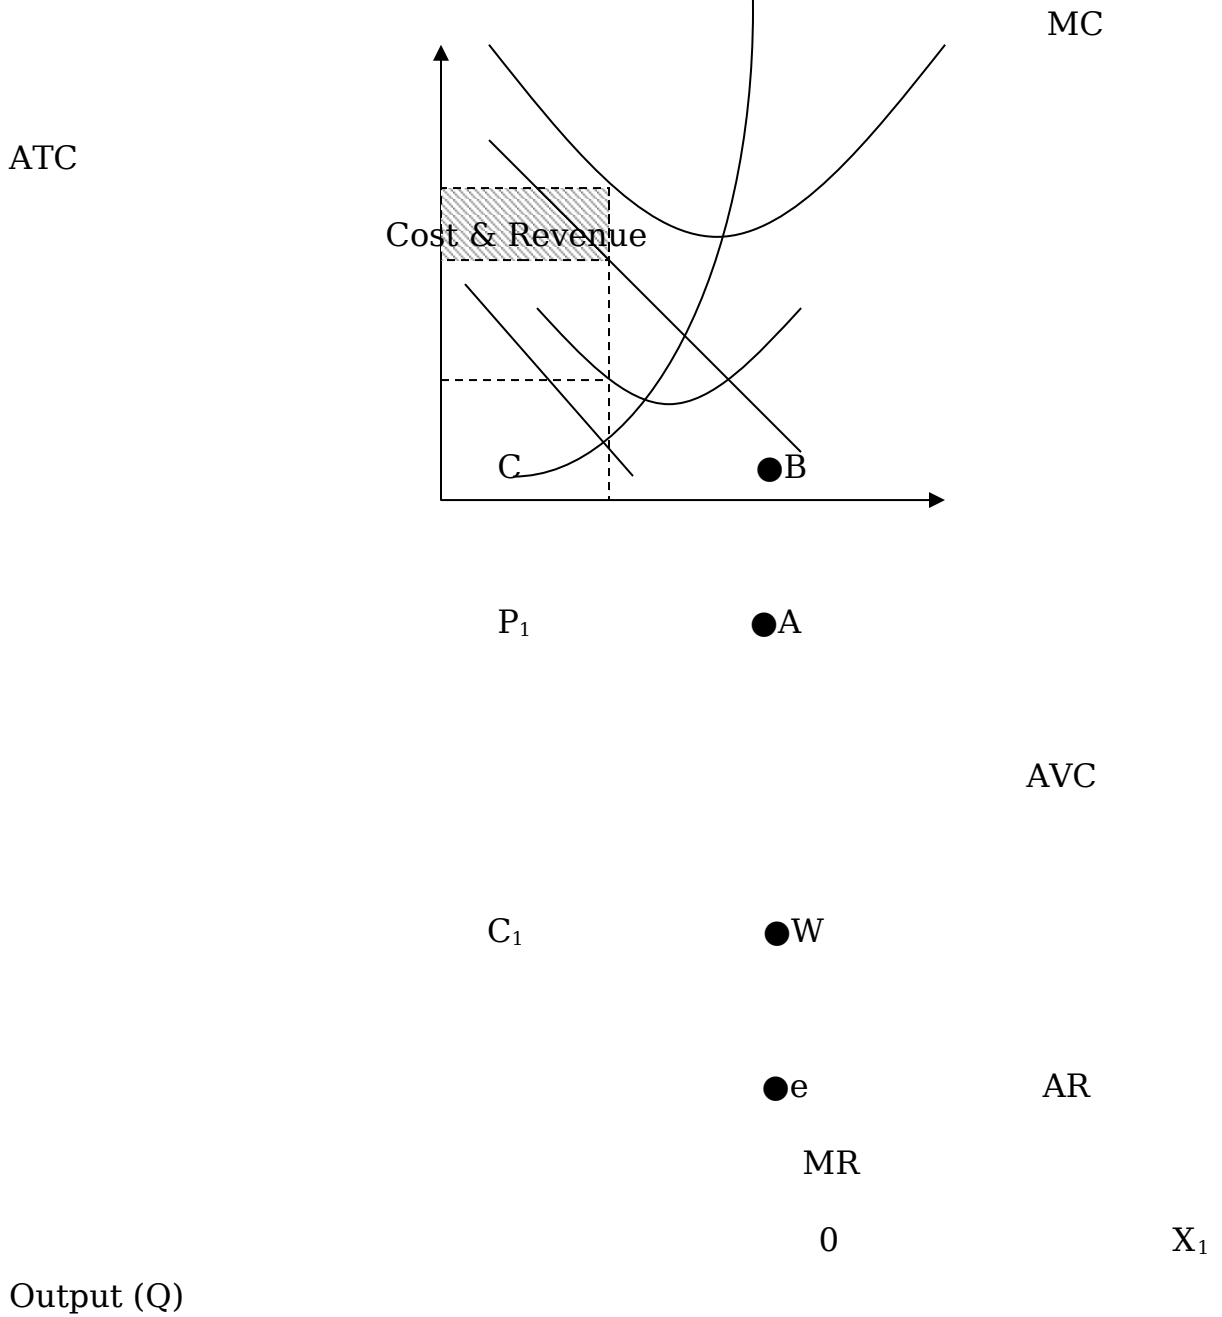 MC
ATC
Cost & Revenue
C ●B
P₁ ●A
AVC
C₁ ●W
●e AR
MR
0 X₁
Output (Q)